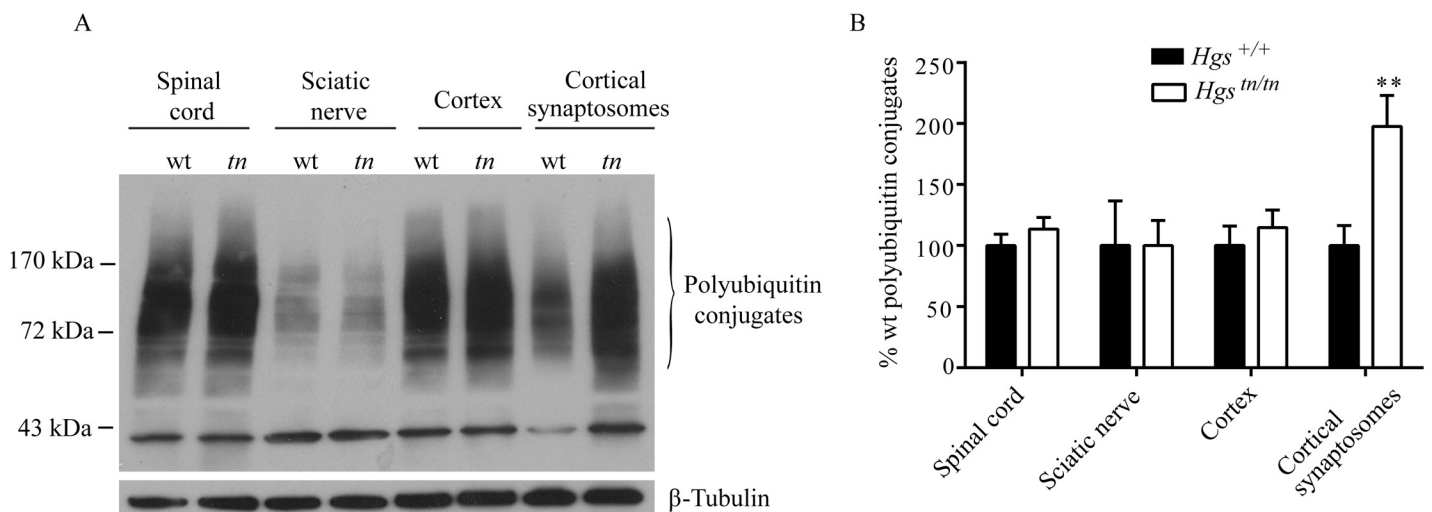 A
Spinal cord
Sciatic nerve
Cortex
Cortical synaptosomes
wt tn wt tn wt tn wt tn
170 kDa
72 kDa
43 kDa
Polyubiquitin
conjugates
β-Tubulin
B
Hgs +/+
Hgs tn/tn
% wt polyubiquitin conjugates
250
200
150
100
50
0
**
Spinal cord
Sciatic nerve
Cortex
Cortical
synaptosomes